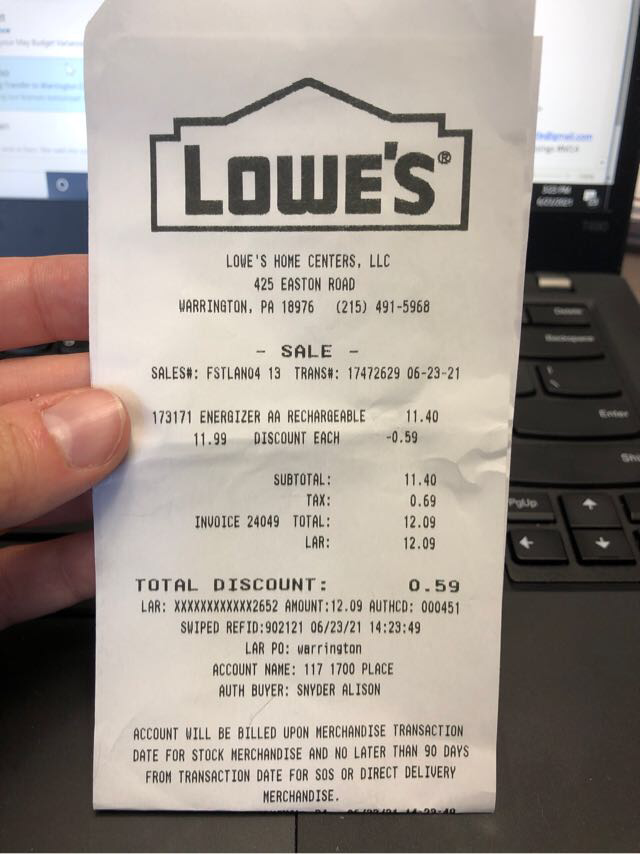 LOWE'S®
LOWE'S HOME CENTERS, LLC
425 EASTON ROAD
WARRINGTON, PA 18976 (215) 491-5968
- SALE -
SALES#: FSTLAN04 13 TRANS#: 17472629 06-23-21
173171 ENERGIZER AA RECHARGEABLE 11.40
11.99 DISCOUNT EACH -0.59
SUBTOTAL: 11.40
TAX: 0.69
INVOICE 24049 TOTAL: 12.09
LAR: 12.09
TOTAL DISCOUNT: 0.59
LAR: XXXXXXXXXXXX2652 AMOUNT:12.09 AUTHCD: 000451
SWIPED REFID:902121 06/23/21 14:23:49
LAR PO: warrington
ACCOUNT NAME: 117 1700 PLACE
AUTH BUYER: SNYDER ALISON
ACCOUNT WILL BE BILLED UPON MERCHANDISE TRANSACTION
DATE FOR STOCK MERCHANDISE AND NO LATER THAN 90 DAYS
FROM TRANSACTION DATE FOR SOS OR DIRECT DELIVERY
MERCHANDISE.
Delete
Backspace
Enter
PgUp